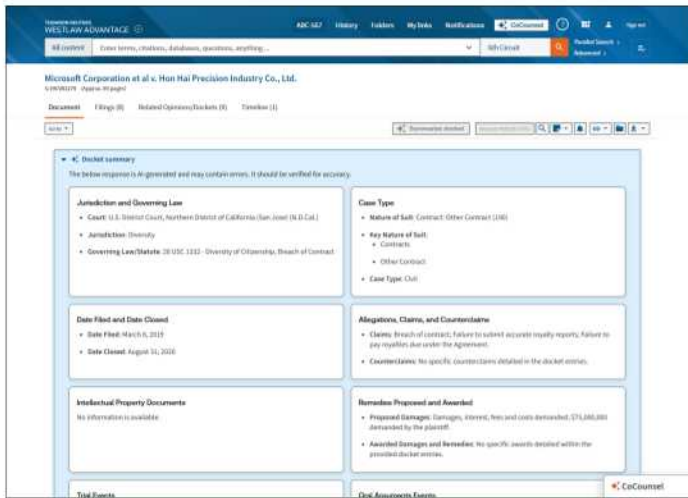 THOMSON REUTERS
WESTLAW ADVANTAGE
ABC-567 History Folders My links Notifications CoCounsel Sign out
All content Enter terms, citations, databases, questions, anything... 9th Circuit Advanced
Microsoft Corporation et al v. Hon Hai Precision Industry Co., Ltd.
Document Filings (8) Related Opinions/Dockets (9) Timeline (1)
Go to Summarize docket
Docket summary
The below response is AI-generated and may contain errors. It should be verified for accuracy.
Jurisdiction and Governing Law
Court: U.S. District Court, Northern District of California (San Jose) (N.D.Cal.)
Jurisdiction: Diversity
Governing Law/Statute: 28 USC 1332 - Diversity of Citizenship, Breach of Contract
Case Type
Nature of Suit: Contract: Other Contract (190)
Key Nature of Suit:
Contracts
Other Contract
Case Type: Civil
Date Filed and Date Closed
Date Filed: March 8, 2019
Date Closed: August 31, 2020
Allegations, Claims, and Counterclaims
Claims: Breach of contract; Failure to submit accurate royalty reports; Failure to
pay royalties due under the Agreement.
Counterclaims: No specific counterclaims detailed in the docket entries.
Intellectual Property Documents
No information is available
Remedies Proposed and Awarded
Proposed Damages: Damages, interest, fees and costs demanded; $75,000,000
demanded by the plaintiff.
Awarded Damages and Remedies: No specific awards detailed within the
provided docket entries.
Trial Events
Oral Arguments Events
CoCounsel